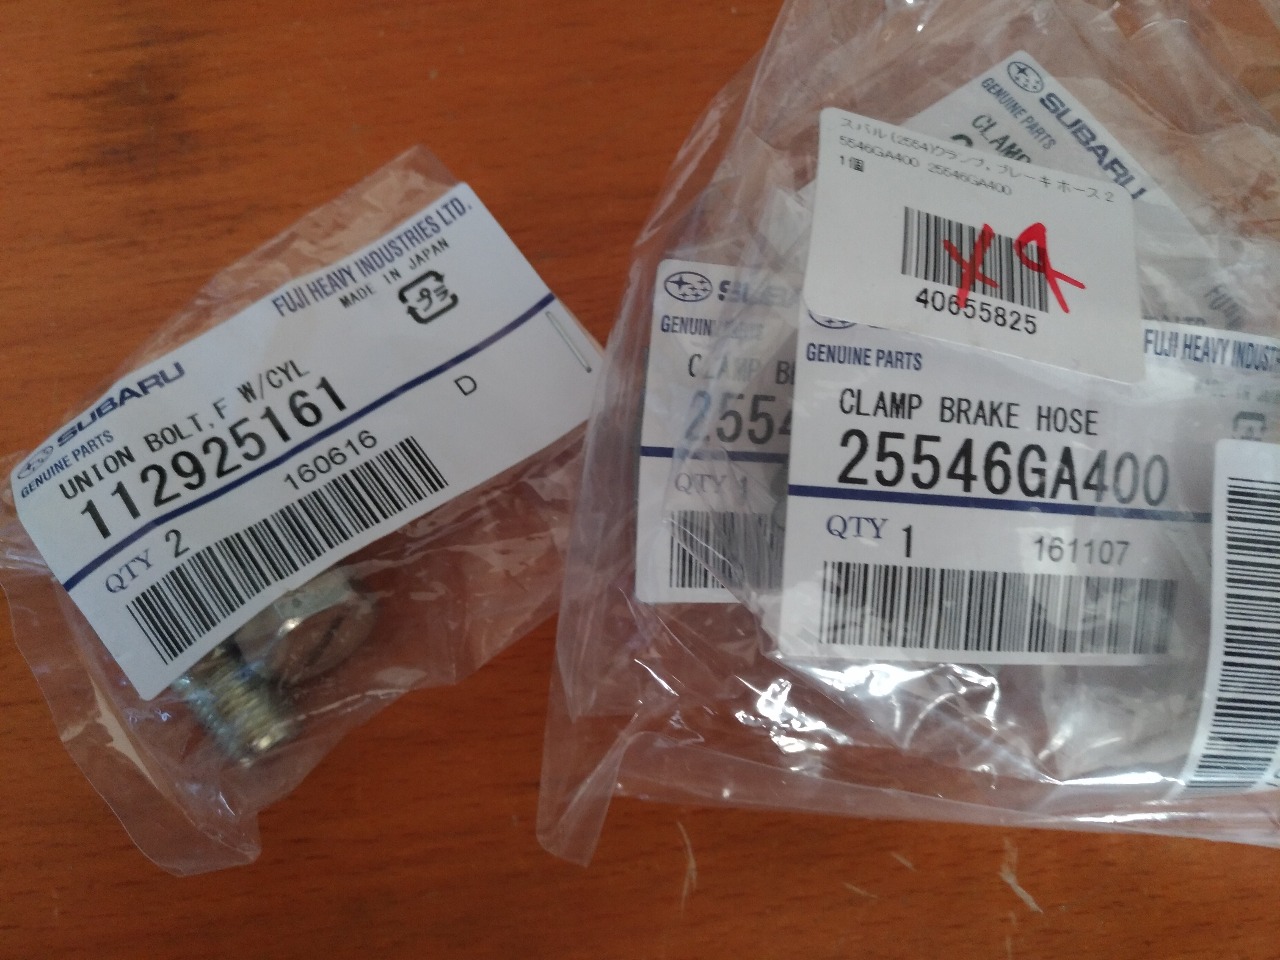 FUJI HEAVY INDUSTRIES LTD.
MADE IN JAPAN
SUBARU
GENUINE PARTS
UNION BOLT,F W/CYL
112925161
D
160616
QTY 2
SUBARU
GENUINE PARTS
CLAMP
スバル(2554)クランプ,ブレーキホース2
5546GA400 25546GA400
1個
x9
40655825
GENUINE PARTS
CLAMP B
2554
QTY 1
GENUINE PARTS
FUJI HEAVY INDUST
CLAMP BRAKE HOSE
25546GA400
QTY 1
161107